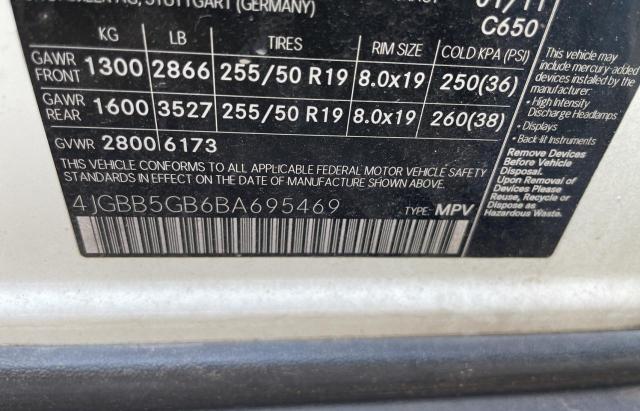 STUTTGART (GERMANY)
01/11
C650
KG LB TIRES RIM SIZE COLD KPA (PSI)
GAWR FRONT 1300 2866 255/50 R19 8.0x19 250(36)
GAWR REAR 1600 3527 255/50 R19 8.0x19 260(38)
GVWR 2800 6173
THIS VEHICLE CONFORMS TO ALL APPLICABLE FEDERAL MOTOR VEHICLE SAFETY
STANDARDS IN EFFECT ON THE DATE OF MANUFACTURE SHOWN ABOVE.
4JGBB5GB6BA695469 TYPE: MPV
This vehicle may
include mercury-added
devices installed by the
manufacturer:
• High Intensity
Discharge Headlamps
• Displays
• Back-lit Instruments
Remove Devices
Before Vehicle
Disposal.
Upon Removal of
Devices Please,
Reuse, Recycle or
Dispose as
Hazardous Waste.